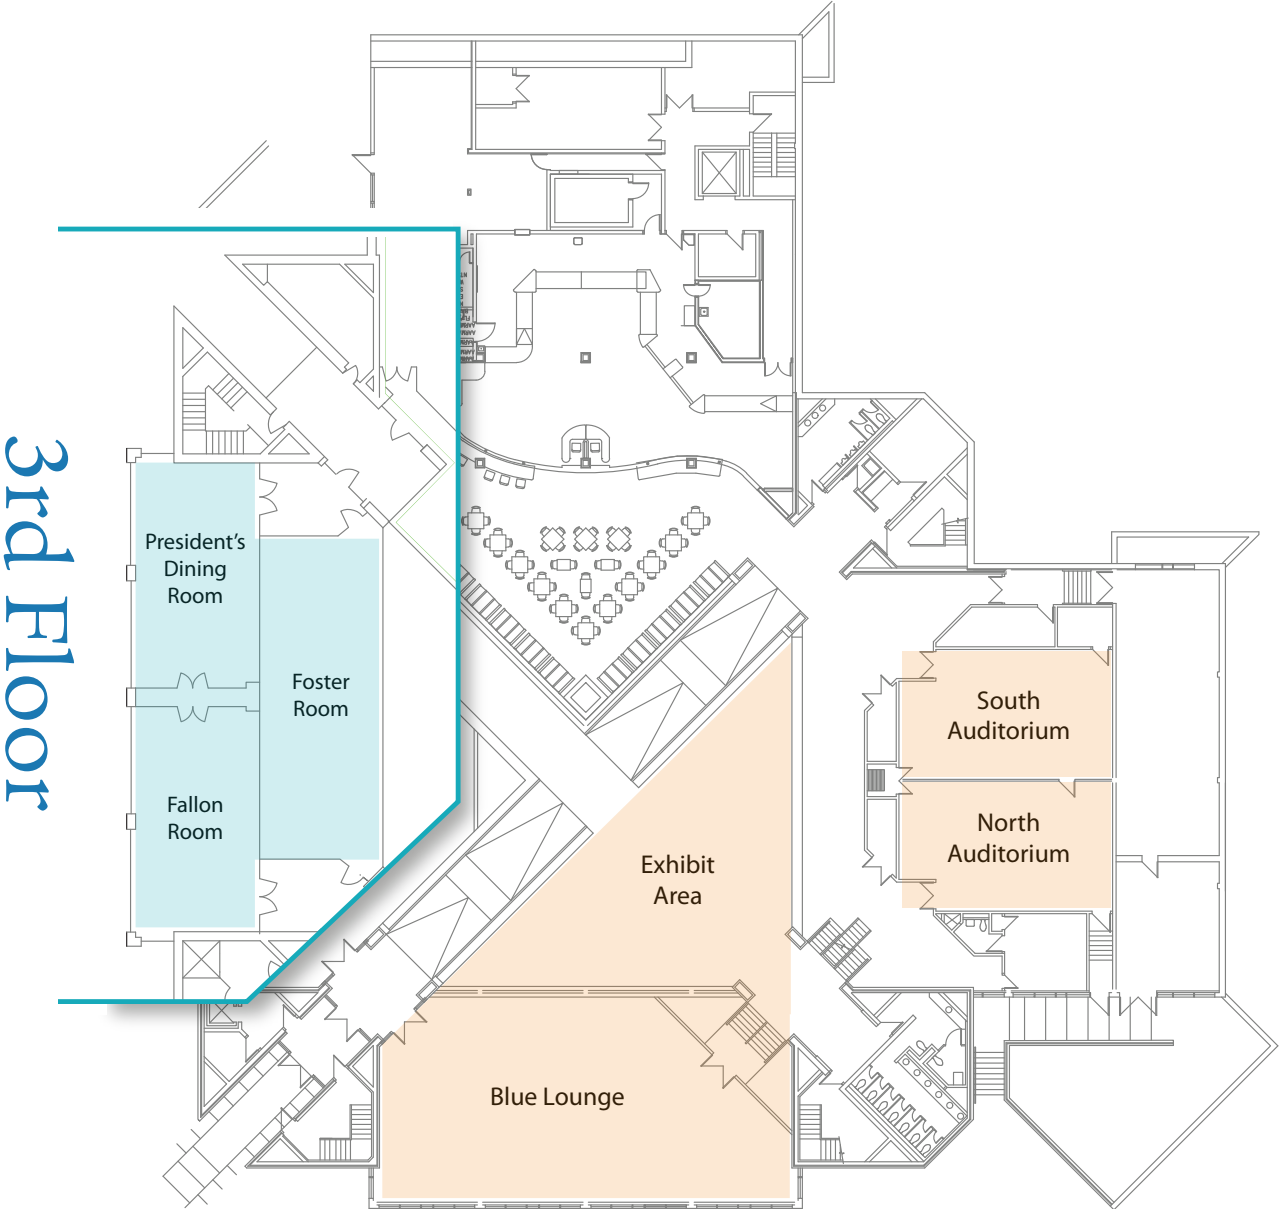 3rd Floor
President's
Dining
Room
Foster
Room
Fallon
Room
South
Auditorium
North
Auditorium
Exhibit
Area
Blue Lounge